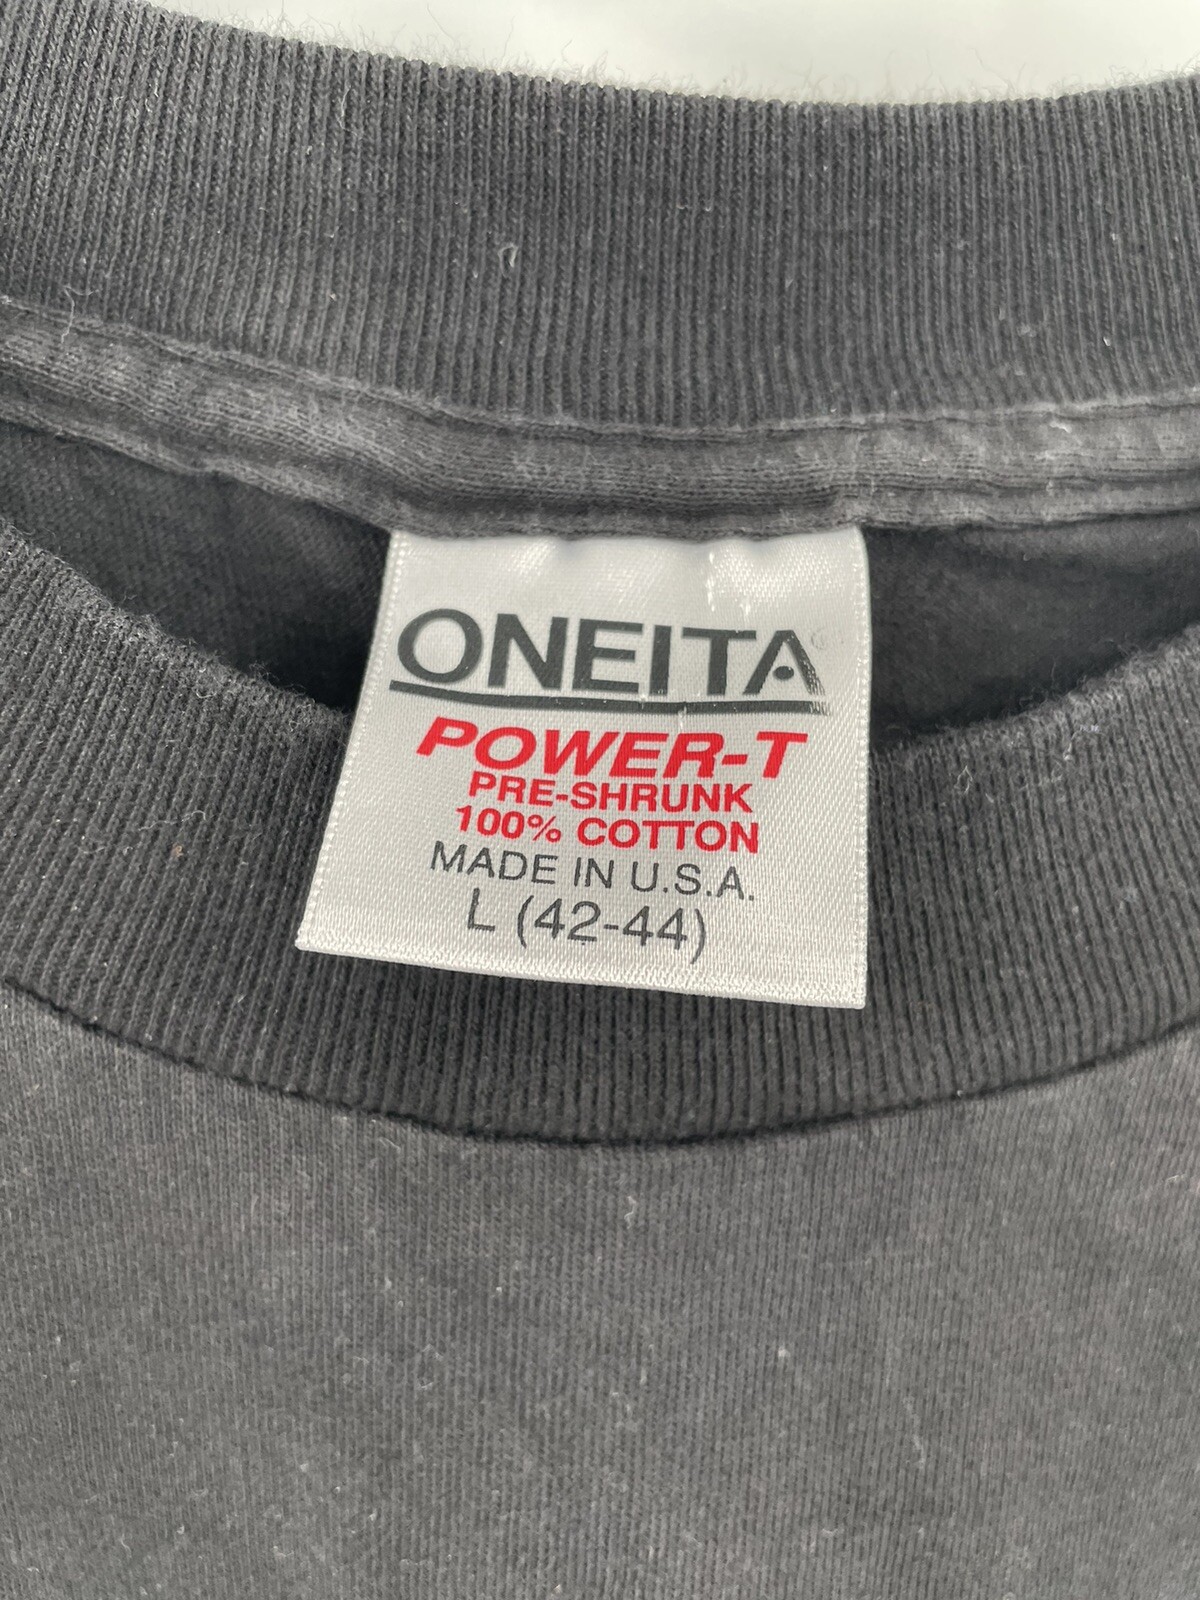 ONEITA
POWER-T
PRE-SHRUNK
100% COTTON
MADE IN U.S.A.
L (42-44)